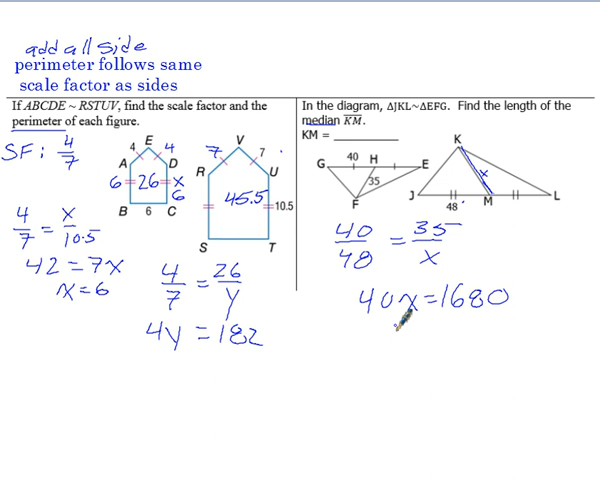 add all side
perimeter follows same
scale factor as sides
If ABCDE ~ RSTUV, find the scale factor and the
perimeter of each figure.
SF: 4/7
E
4
4
A
D
6
26
x
6
B
6
C
V
7
7
R
U
45.5
10.5
S
T
4/7 = x/10.5
42 = 7x
x = 6
4/7 = 26/y
4y = 182
In the diagram, ΔJKL~ΔEFG. Find the length of the
median KM.
KM = ________
G
40
H
E
35
F
K
x
J
48
M
L
40/48 = 35/x
40x = 1680